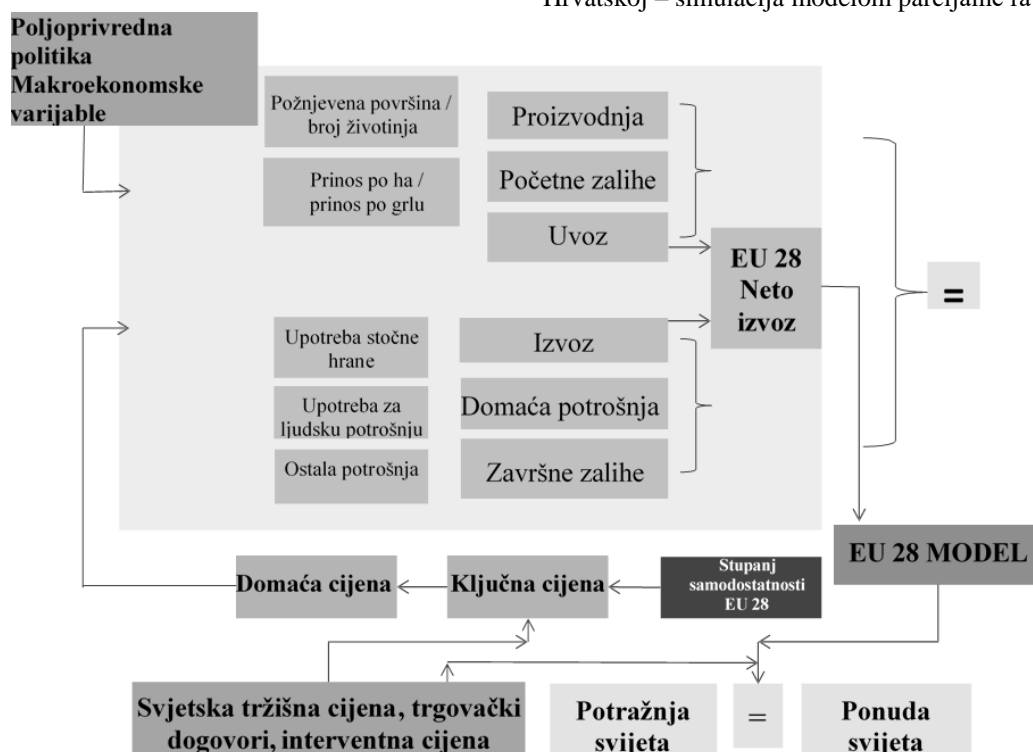 Hrvatskoj – simulacija modelom parcijalne
Poljoprivredna
politika
Makroekonomske
varijable
Požnjevena površina /
broj životinja
Proizvodnja
Prinos po ha /
prinos po grlu
Početne zalihe
Uvoz
EU 28
Neto
izvoz
=
Upotreba stočne
hrane
Izvoz
Upotreba za
ljudsku potrošnju
Domaća potrošnja
Ostala potrošnja
Završne zalihe
EU 28 MODEL
Domaća cijena
Ključna cijena
Stupanj
samodostatnosti
EU 28
Svjetska tržišna cijena, trgovački
dogovori, interventna cijena
Potražnja
svijeta
=
Ponuda
svijeta